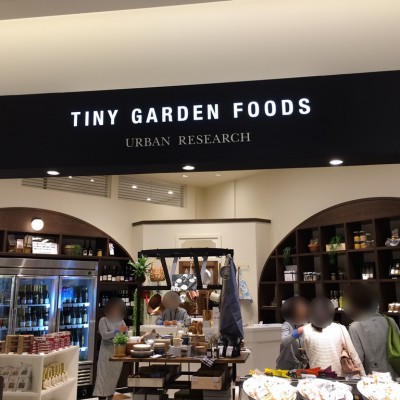 TINY GARDEN FOODS
URBAN RESEARCH